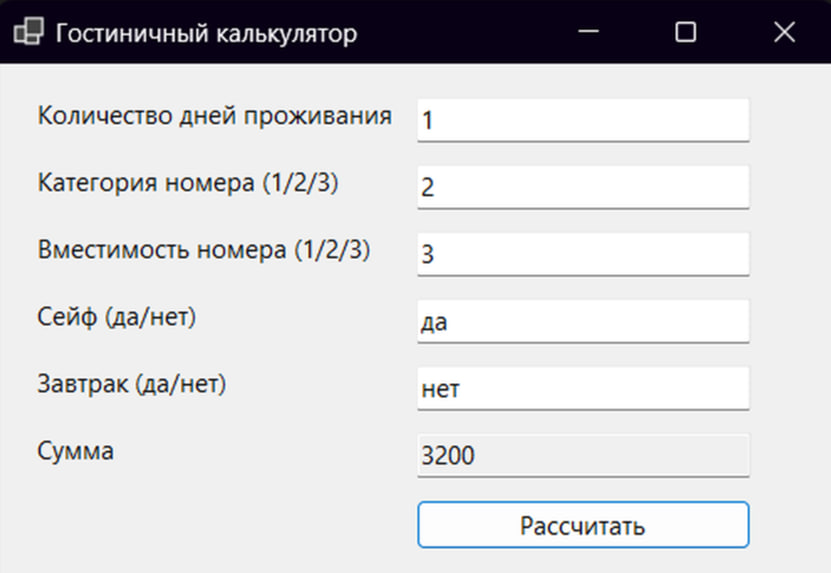 Гостиничный калькулятор
Количество дней проживания 1
Категория номера (1/2/3) 2
Вместимость номера (1/2/3) 3
Сейф (да/нет) да
Завтрак (да/нет) нет
Сумма 3200
Рассчитать